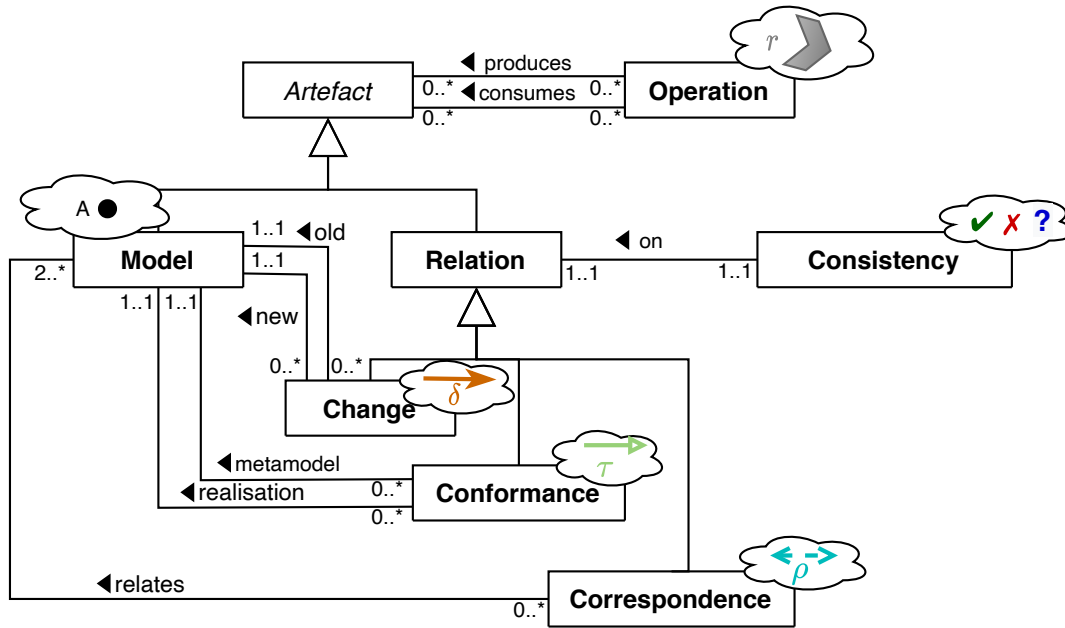 r
◀ produces
0..* 0..*
Artefact
Operation
◀ consumes
0..* 0..*
A
✔ ✗ ?
1..1 ◀ old
Model
Relation
◀ on
Consistency
1..1
2..*
1..1 1..1
1..1 1..1
◀ new
0..* 0..*
δ
Change
τ
◀ metamodel
0..*
◀ realisation
Conformance
0..*
ρ
◀ relates
Correspondence
0..*